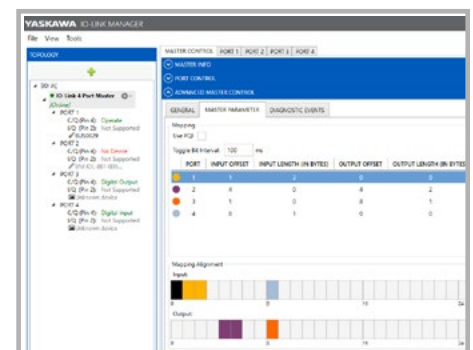 YASKAWA IO-LINK MANAGER
File View Tools
TOPOLOGY
IO-Link 4 Port Master
(Online)
PORT 1
C/Q (Pin 4): Operate
I/Q (Pin 2): Not Supported
PORT 2
C/Q (Pin 4): No Device
I/Q (Pin 2): Not Supported
PORT 3
C/Q (Pin 4): Digital Output
I/Q (Pin 2): Not Supported
Unknown device
PORT 4
C/Q (Pin 4): Digital Input
I/Q (Pin 2): Not Supported
Unknown device
MASTER CONTROL PORT 1 PORT 2 PORT 3 PORT 4
MASTER INFO
PORT CONTROL
ADVANCED MASTER CONTROL
GENERAL MASTER PARAMETER DIAGNOSTIC EVENTS
Mapping
Use PQI
Toggle Bit Interval: 100 ms
PORT INPUT OFFSET INPUT LENGTH (IN BYTES) OUTPUT OFFSET OUTPUT LENGTH (IN BYTES
1 1 2 0 0
2 4 0 4 2
3 1 0 8 1
4 0 1 0 0
Mapping Alignment
Input:
0 8 16 24
Output:
0 8 16 24